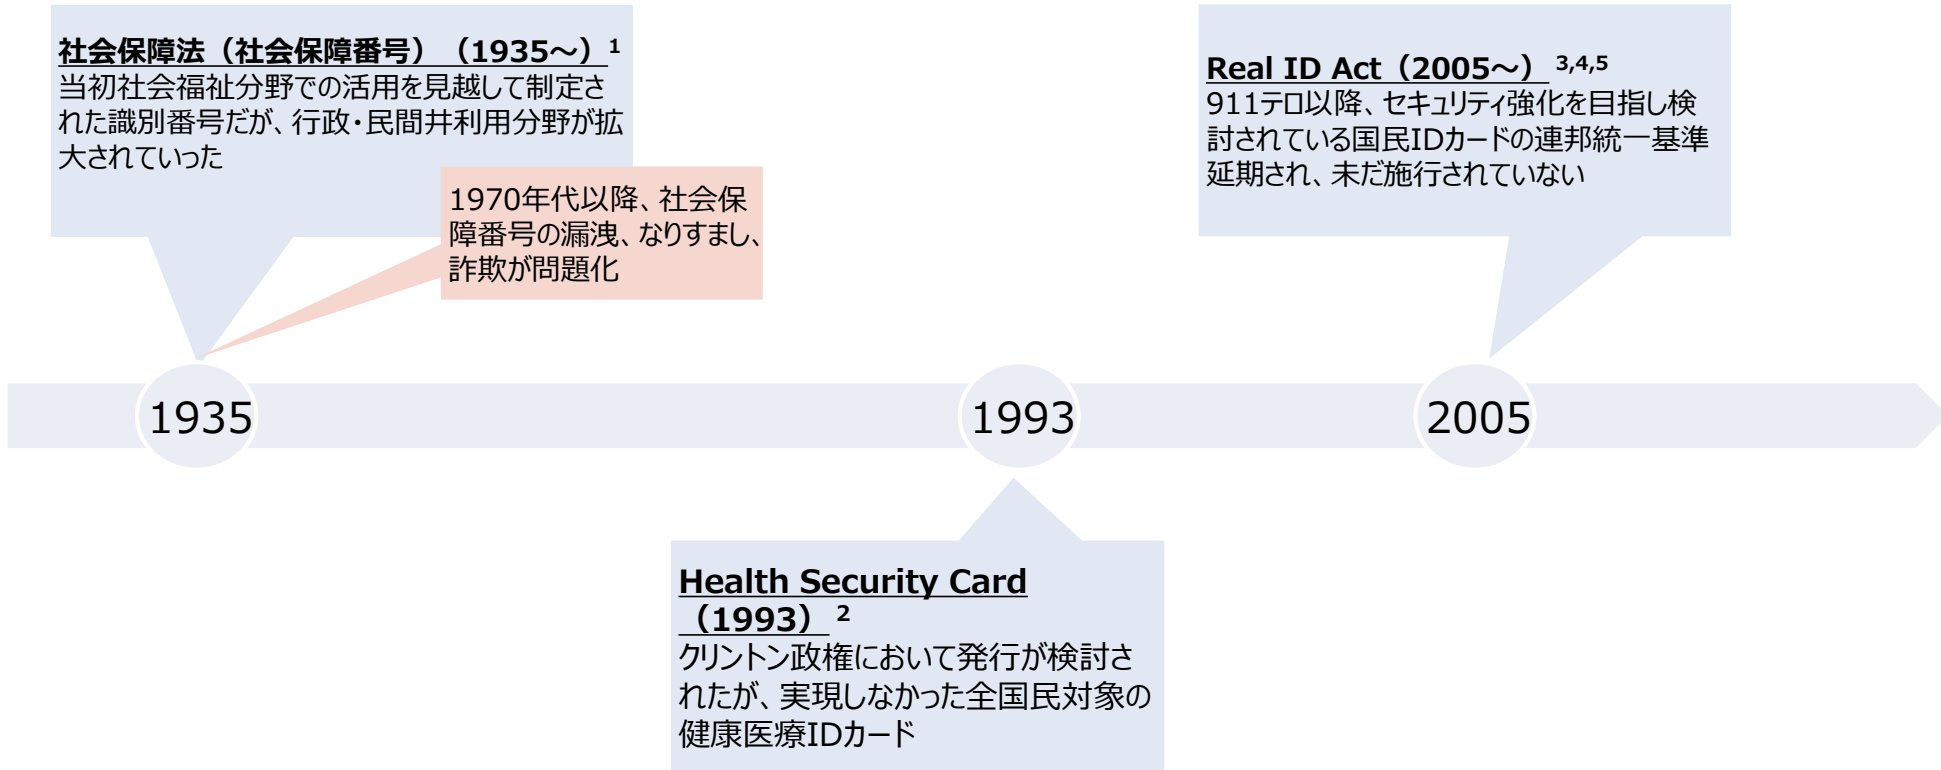 社会保障法（社会保障番号）（1935～）1
当初社会福祉分野での活用を見越して制定さ
れた識別番号だが、行政・民間井利用分野が拡
大されていった
1970年代以降、社会保
障番号の漏洩、なりすまし、
詐欺が問題化
Real ID Act（2005～） 3,4,5
911テロ以降、セキュリティ強化を目指し検
討されている国民IDカードの連邦統一基準
延期され、未だ施行されていない
1935
1993
2005
Health Security Card
（1993） 2
クリントン政権において発行が検討さ
れたが、実現しなかった全国民対象の
健康医療IDカード